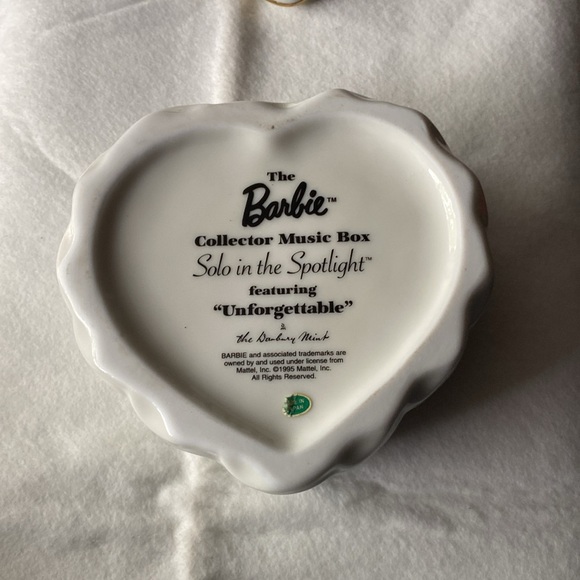 The
Barbie™
Collector Music Box
Solo in the Spotlight™
featuring
"Unforgettable"
&
the Danbury Mint
BARBIE and associated trademarks are
owned by and used under license from
Mattel, Inc. ©1995 Mattel, Inc.
All Rights Reserved.
IN